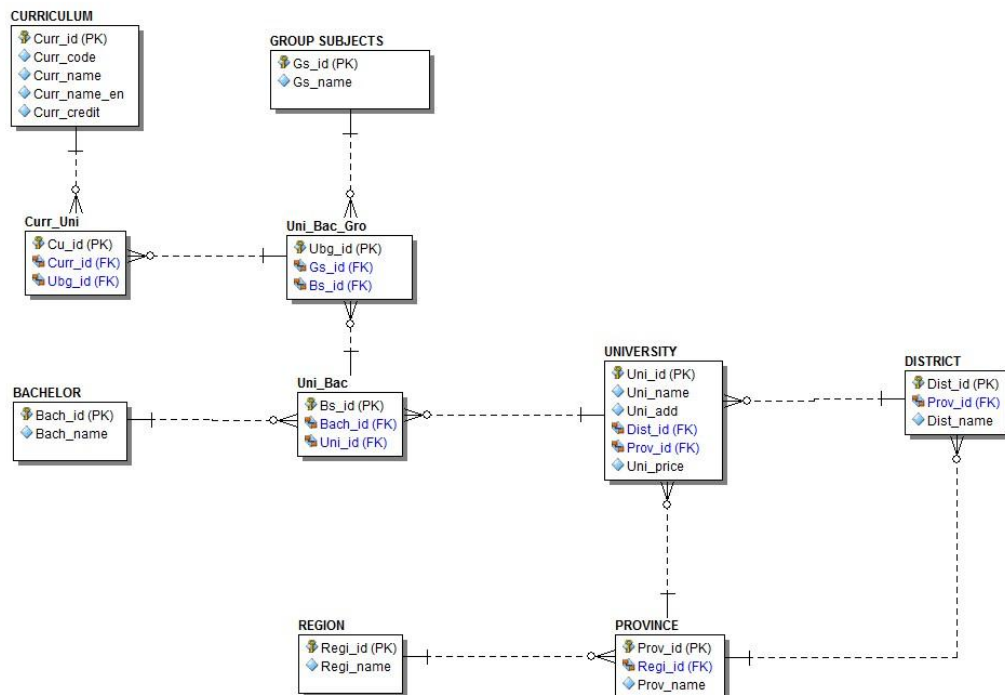 CURRICULUM
Curr_id (PK)
Curr_code
Curr_name
Curr_name_en
Curr_credit
GROUP SUBJECTS
Gs_id (PK)
Gs_name
Curr_Uni
Cu_id (PK)
Curr_id (FK)
Ubg_id (FK)
Uni_Bac_Gro
Ubg_id (PK)
Gs_id (FK)
Bs_id (FK)
BACHELOR
Bach_id (PK)
Bach_name
Uni_Bac
Bs_id (PK)
Bach_id (FK)
Uni_id (FK)
UNIVERSITY
Uni_id (PK)
Uni_name
Uni_add
Dist_id (FK)
Prov_id (FK)
Uni_price
DISTRICT
Dist_id (PK)
Prov_id (FK)
Dist_name
REGION
Regi_id (PK)
Regi_name
PROVINCE
Prov_id (PK)
Regi_id (FK)
Prov_name